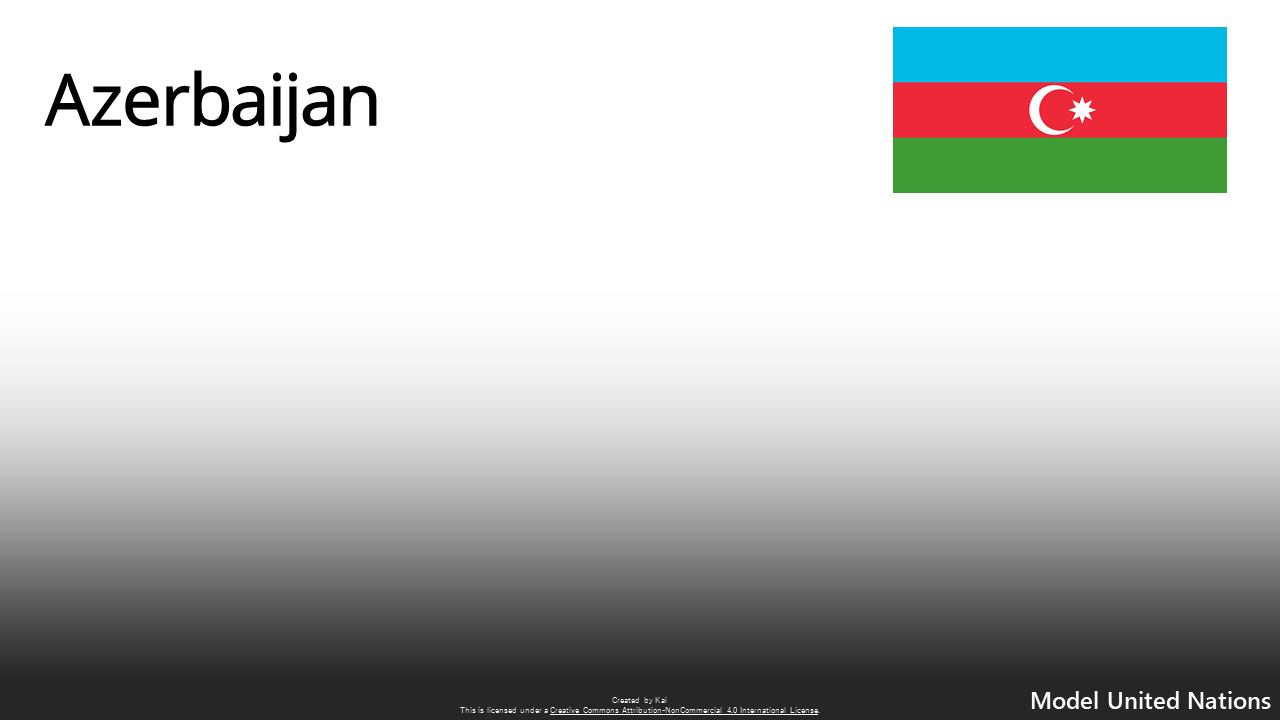 Azerbaijan
Created by Kai
This is licensed under a Creative Commons Attribution-NonCommercial 4.0 International License.
Model United Nations